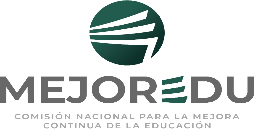 MEJOREDU
COMISIÓN NACIONAL PARA LA MEJORA
CONTINUA DE LA EDUCACIÓN